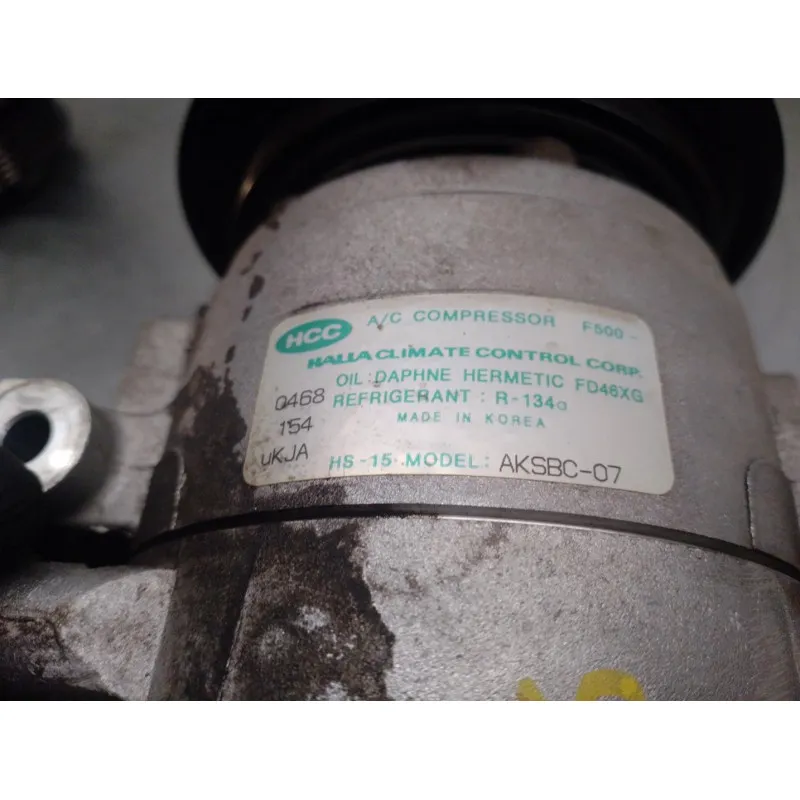 HCC A/C COMPRESSOR F500-
HALLA CLIMATE CONTROL CORP.
OIL: DAPHNE HERMETIC FD46XG
0468 REFRIGERANT : R-134a
154 MADE IN KOREA
UKJA HS-15 MODEL: AKSBC-07